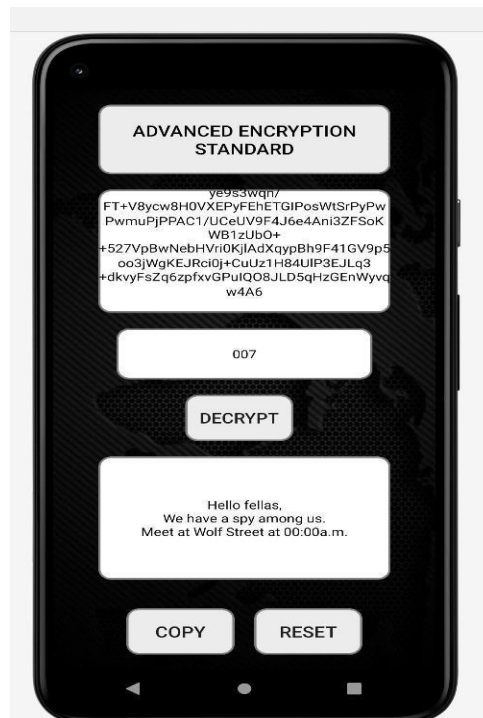 ADVANCED ENCRYPTION
STANDARD
ye9s3wqn/
FT+V8ycw8H0VXEPyFEhETGIPosWtSrPyPw
PwmuPjPPAC1/UCeUV9F4J6e4Ani3ZFSoK
WB1zUbO+
+527VpBwNebHVri0KjlAdXqypBh9F41GV9p5
oo3jWgKEJRci0j+CuUz1H84UlP3EJLq3
+dkvyFsZq6zpfxvGPulQO8JLD5qHzGEnWyvq
w4A6
007
DECRYPT
Hello fellas,
We have a spy among us.
Meet at Wolf Street at 00:00a.m.
COPY
RESET